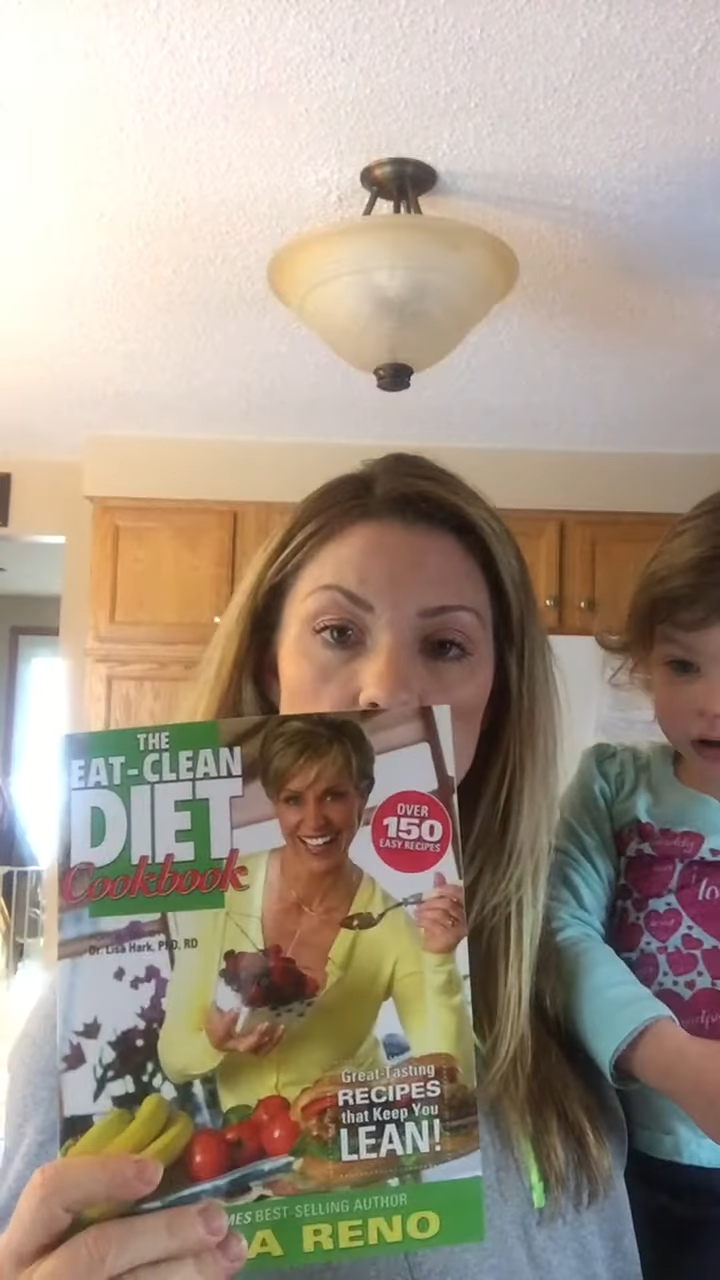 THE
EAT-CLEAN
DIET
Cookbook
OVER
150
EASY RECIPES
Dr. Lisa Hark, PhD, RD
Great-Tasting
RECIPES
that Keep You
LEAN!
MES BEST-SELLING AUTHOR
A RENO